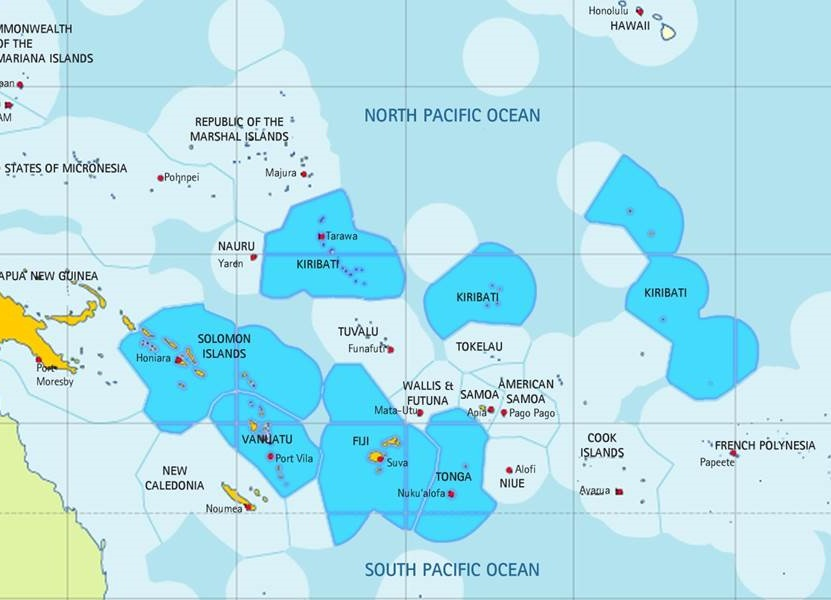 Honolulu
HAWAII
MMONWEALTH
OF THE
MARIANA ISLANDS
pan
AM
NORTH PACIFIC OCEAN
REPUBLIC OF THE
MARSHAL ISLANDS
STATES OF MICRONESIA
Pohnpei
Majura
Tarawa
NAURU
Yaren
KIRIBATI
APUA NEW GUINEA
KIRIBATI
KIRIBATI
TUVALU
Funafuti
SOLOMON
ISLANDS
Honiara
TOKELAU
Port
Moresby
WALLIS &
FUTUNA
Mata-Utu
SAMOA
Apia
AMERICAN
SAMOA
Pago Pago
VANUATU
Port Vila
FIJI
Suva
COOK
ISLANDS
FRENCH POLYNESIA
Papeete
NEW
CALEDONIA
Noumea
TONGA
Nuku'alofa
Alofi
NIUE
Avarua
SOUTH PACIFIC OCEAN